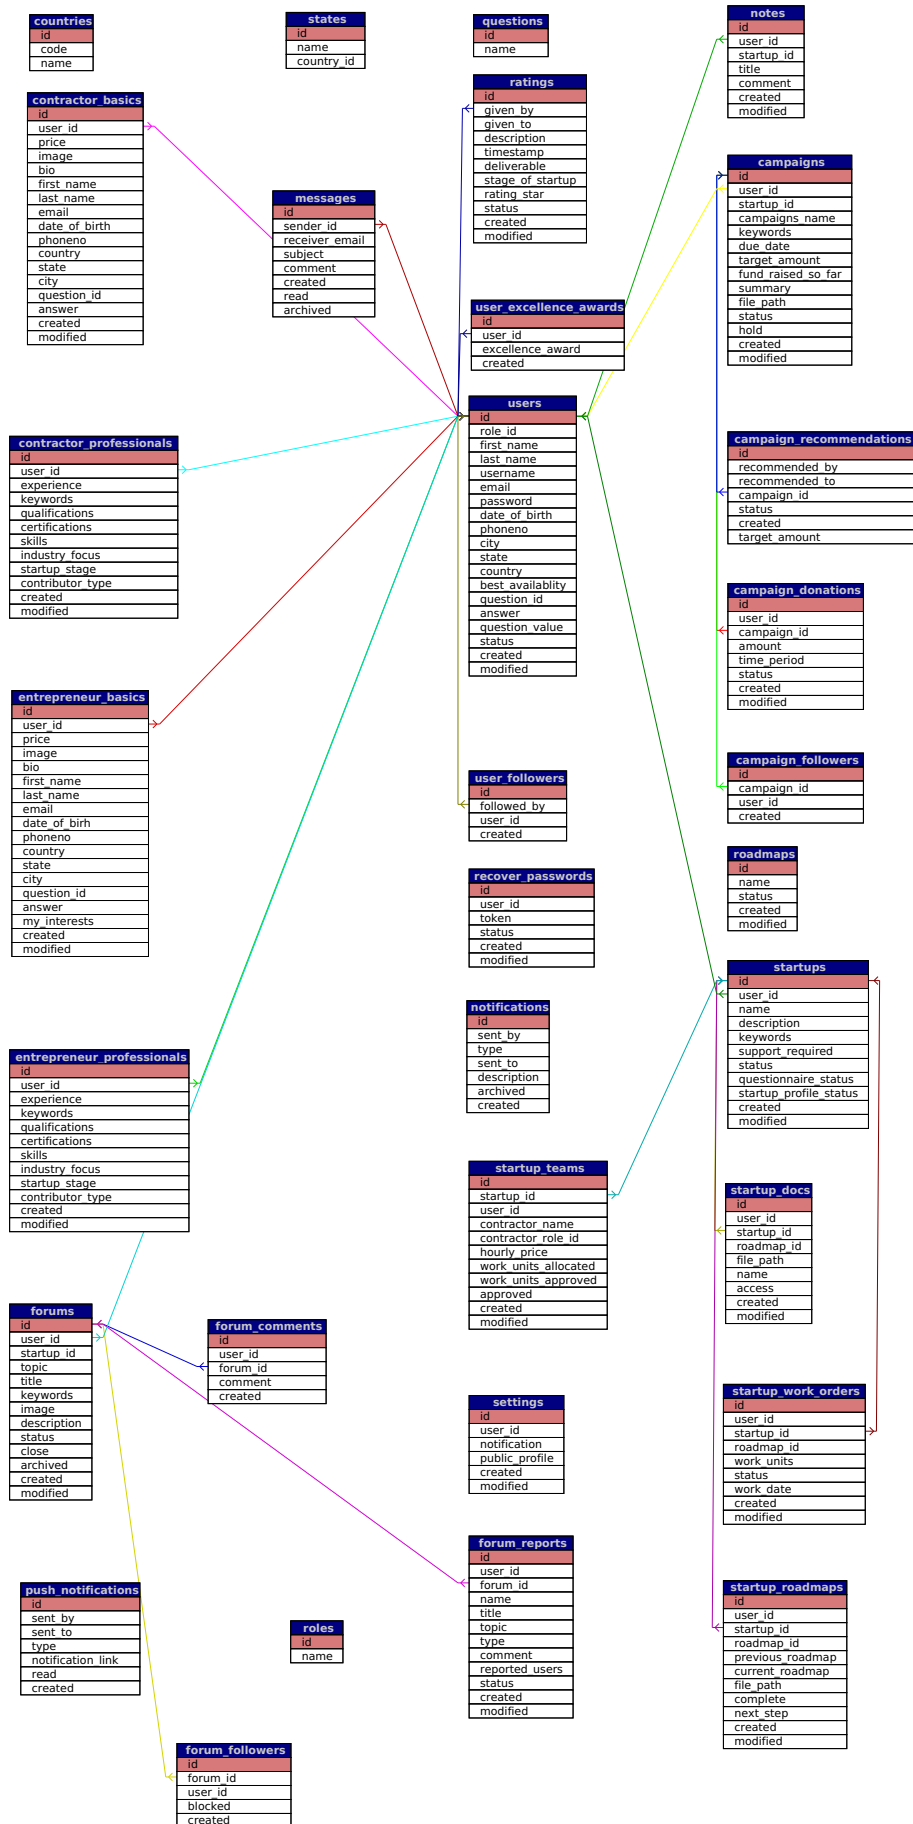 countries
id
code
name
states
id
name
country_id
questions
id
name
notes
id
user_id
startup_id
title
comment
created
modified
contractor_basics
id
user_id
price
image
bio
first_name
last_name
email
date_of_birth
phoneno
country
state
city
question_id
answer
created
modified
messages
id
sender_id
receiver_email
subject
comment
created
read
archived
ratings
id
given_by
given_to
description
timestamp
deliverable
stage_of_startup
rating_star
status
created
modified
campaigns
id
user_id
startup_id
campaigns_name
keywords
due_date
target_amount
fund_raised_so_far
summary
file_path
status
hold
created
modified
user_excellence_awards
id
user_id
excellence_award
created
users
id
role_id
first_name
last_name
username
email
password
date_of_birth
phoneno
city
state
country
best_availablity
question_id
answer
question_value
status
created
modified
contractor_professionals
id
user_id
experience
keywords
qualifications
certifications
skills
industry_focus
startup_stage
contributor_type
created
modified
campaign_recommendations
id
recommended_by
recommended_to
campaign_id
status
created
target_amount
campaign_donations
id
user_id
campaign_id
amount
time_period
status
created
modified
entrepreneur_basics
id
user_id
price
image
bio
first_name
last_name
email
date_of_birh
phoneno
country
state
city
question_id
answer
my_interests
created
modified
user_followers
id
followed_by
user_id
created
campaign_followers
id
campaign_id
user_id
created
recover_passwords
id
user_id
token
status
created
modified
roadmaps
id
name
status
created
modified
notifications
id
sent_by
type
sent_to
description
archived
created
startups
id
user_id
name
description
keywords
support_required
status
questionnaire_status
startup_profile_status
created
modified
entrepreneur_professionals
id
user_id
experience
keywords
qualifications
certifications
skills
industry_focus
startup_stage
contributor_type
created
modified
startup_teams
id
startup_id
user_id
contractor_name
contractor_role_id
hourly_price
work_units_allocated
work_units_approved
approved
created
modified
startup_docs
id
user_id
startup_id
roadmap_id
file_path
name
access
created
modified
forums
id
user_id
startup_id
topic
title
keywords
image
description
status
close
archived
created
modified
forum_comments
id
user_id
forum_id
comment
created
settings
id
user_id
notification
public_profile
created
modified
startup_work_orders
id
user_id
startup_id
roadmap_id
work_units
status
work_date
created
modified
forum_reports
id
user_id
forum_id
name
title
topic
type
comment
reported_users
status
created
modified
push_notifications
id
sent_by
sent_to
type
notification_link
read
created
roles
id
name
startup_roadmaps
id
user_id
startup_id
roadmap_id
previous_roadmap
current_roadmap
file_path
complete
next_step
created
modified
forum_followers
id
forum_id
user_id
blocked
created